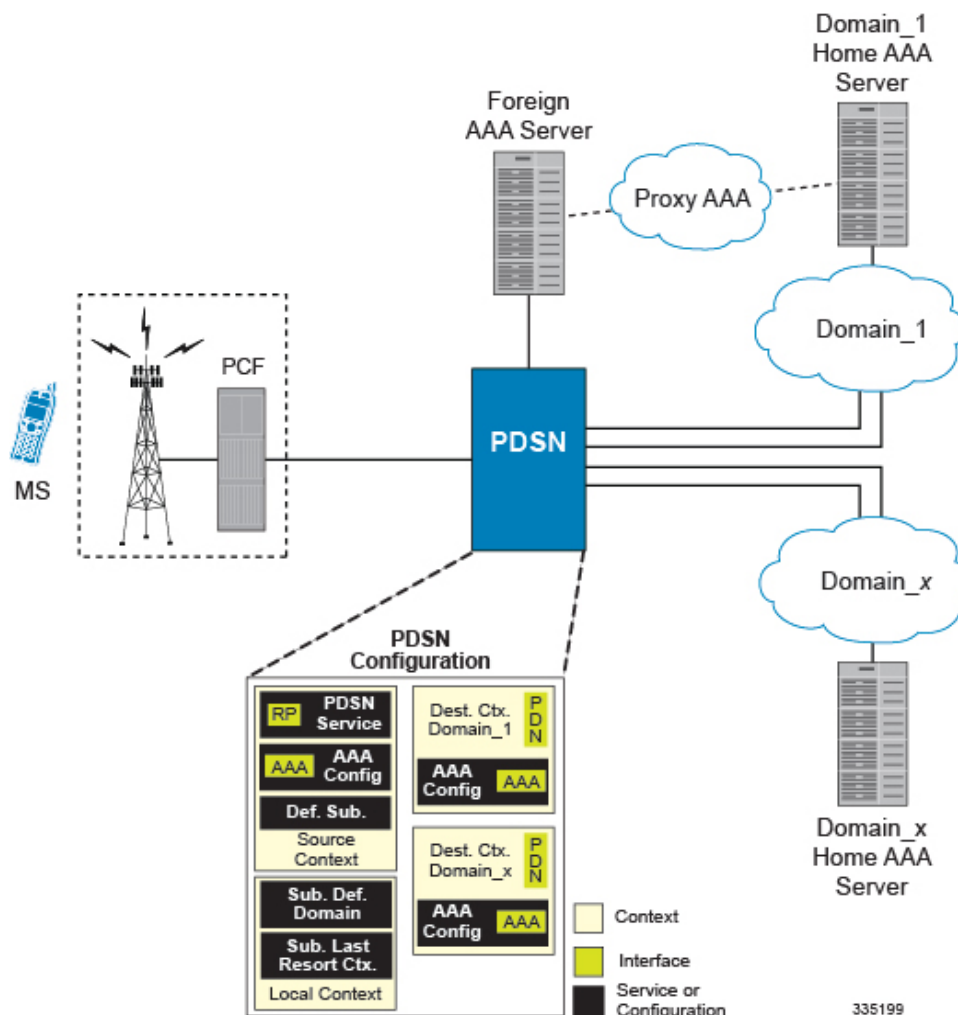 Domain_1
Home AAA
Server
Foreign
AAA Server
Proxy AAA
Domain_1
PCF
MS
PDSN
Domain_x
Domain_x
Home AAA
Server
PDSN
Configuration
RP
PDSN
Service
AAA
AAA
Config
Def. Sub.
Source
Context
Sub. Def.
Domain
Sub. Last
Resort Ctx.
Local Context
Dest. Ctx.
Domain_1
PDN
AAA
Config
AAA
Dest. Ctx.
Domain_x
PDN
AAA
Config
AAA
Context
Interface
Service or
Configuration
335199